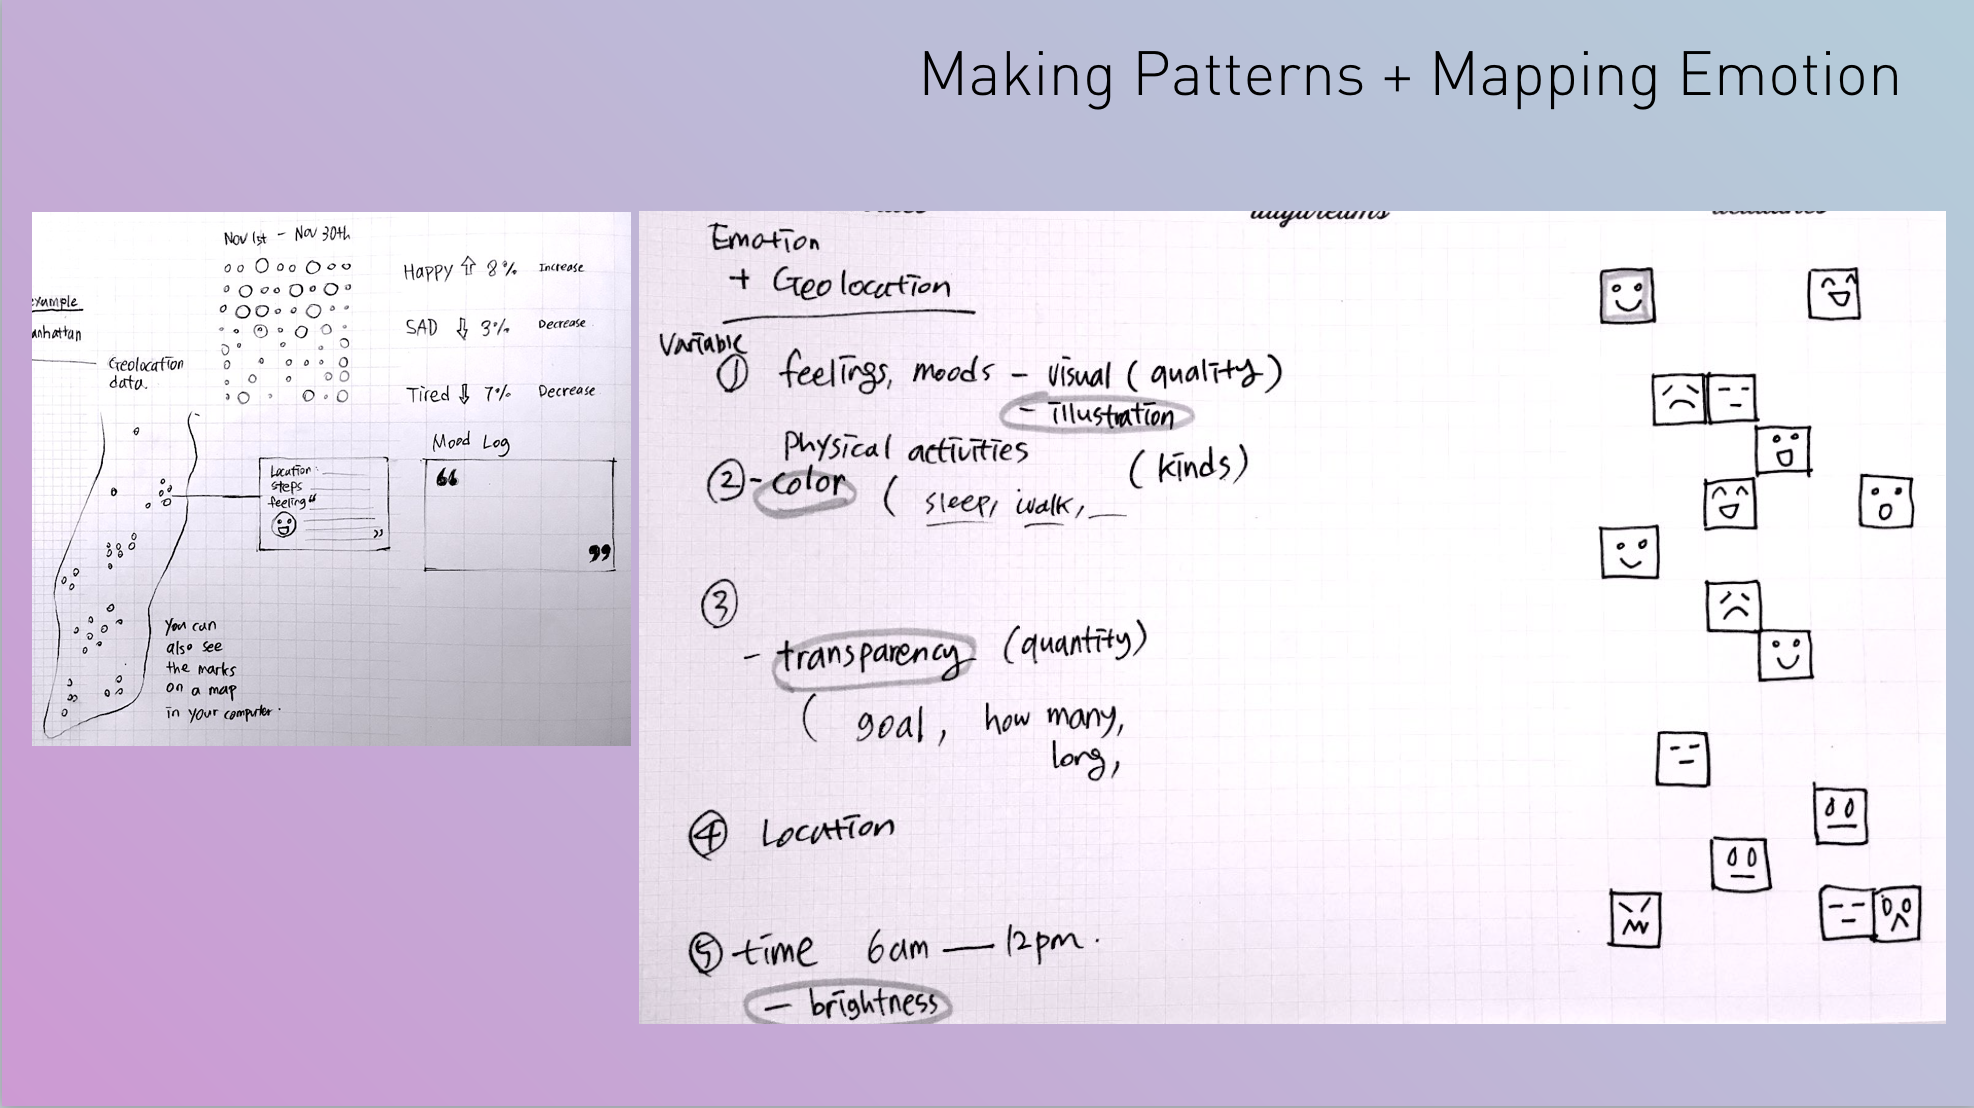 Making Patterns + Mapping Emotion
Nov 1st - Nov 30th
Happy ⇧ 8% Increase
SAD ⇩ 3% Decrease
Tired ⇩ 7% Decrease
example
anhattan
Geolocation
data.
Mood Log
“
”
Location
steps
feeling “
”
You can
also see
the marks
on a map
in your computer.
Emotion
+ Geolocation
Variable
① feelings, moods - visual (quality)
- illustration
Physical activities
② - color (kinds)
( sleep, walk, __
③
- transparency (quantity)
( goal, how many,
long,
④ Location
⑤ time 6am — 12pm.
- brightness